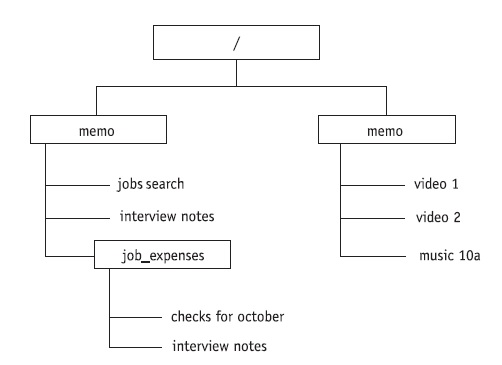 /
memo
memo
jobs search
interview notes
job_expenses
checks for october
interview notes
video 1
video 2
music 10a